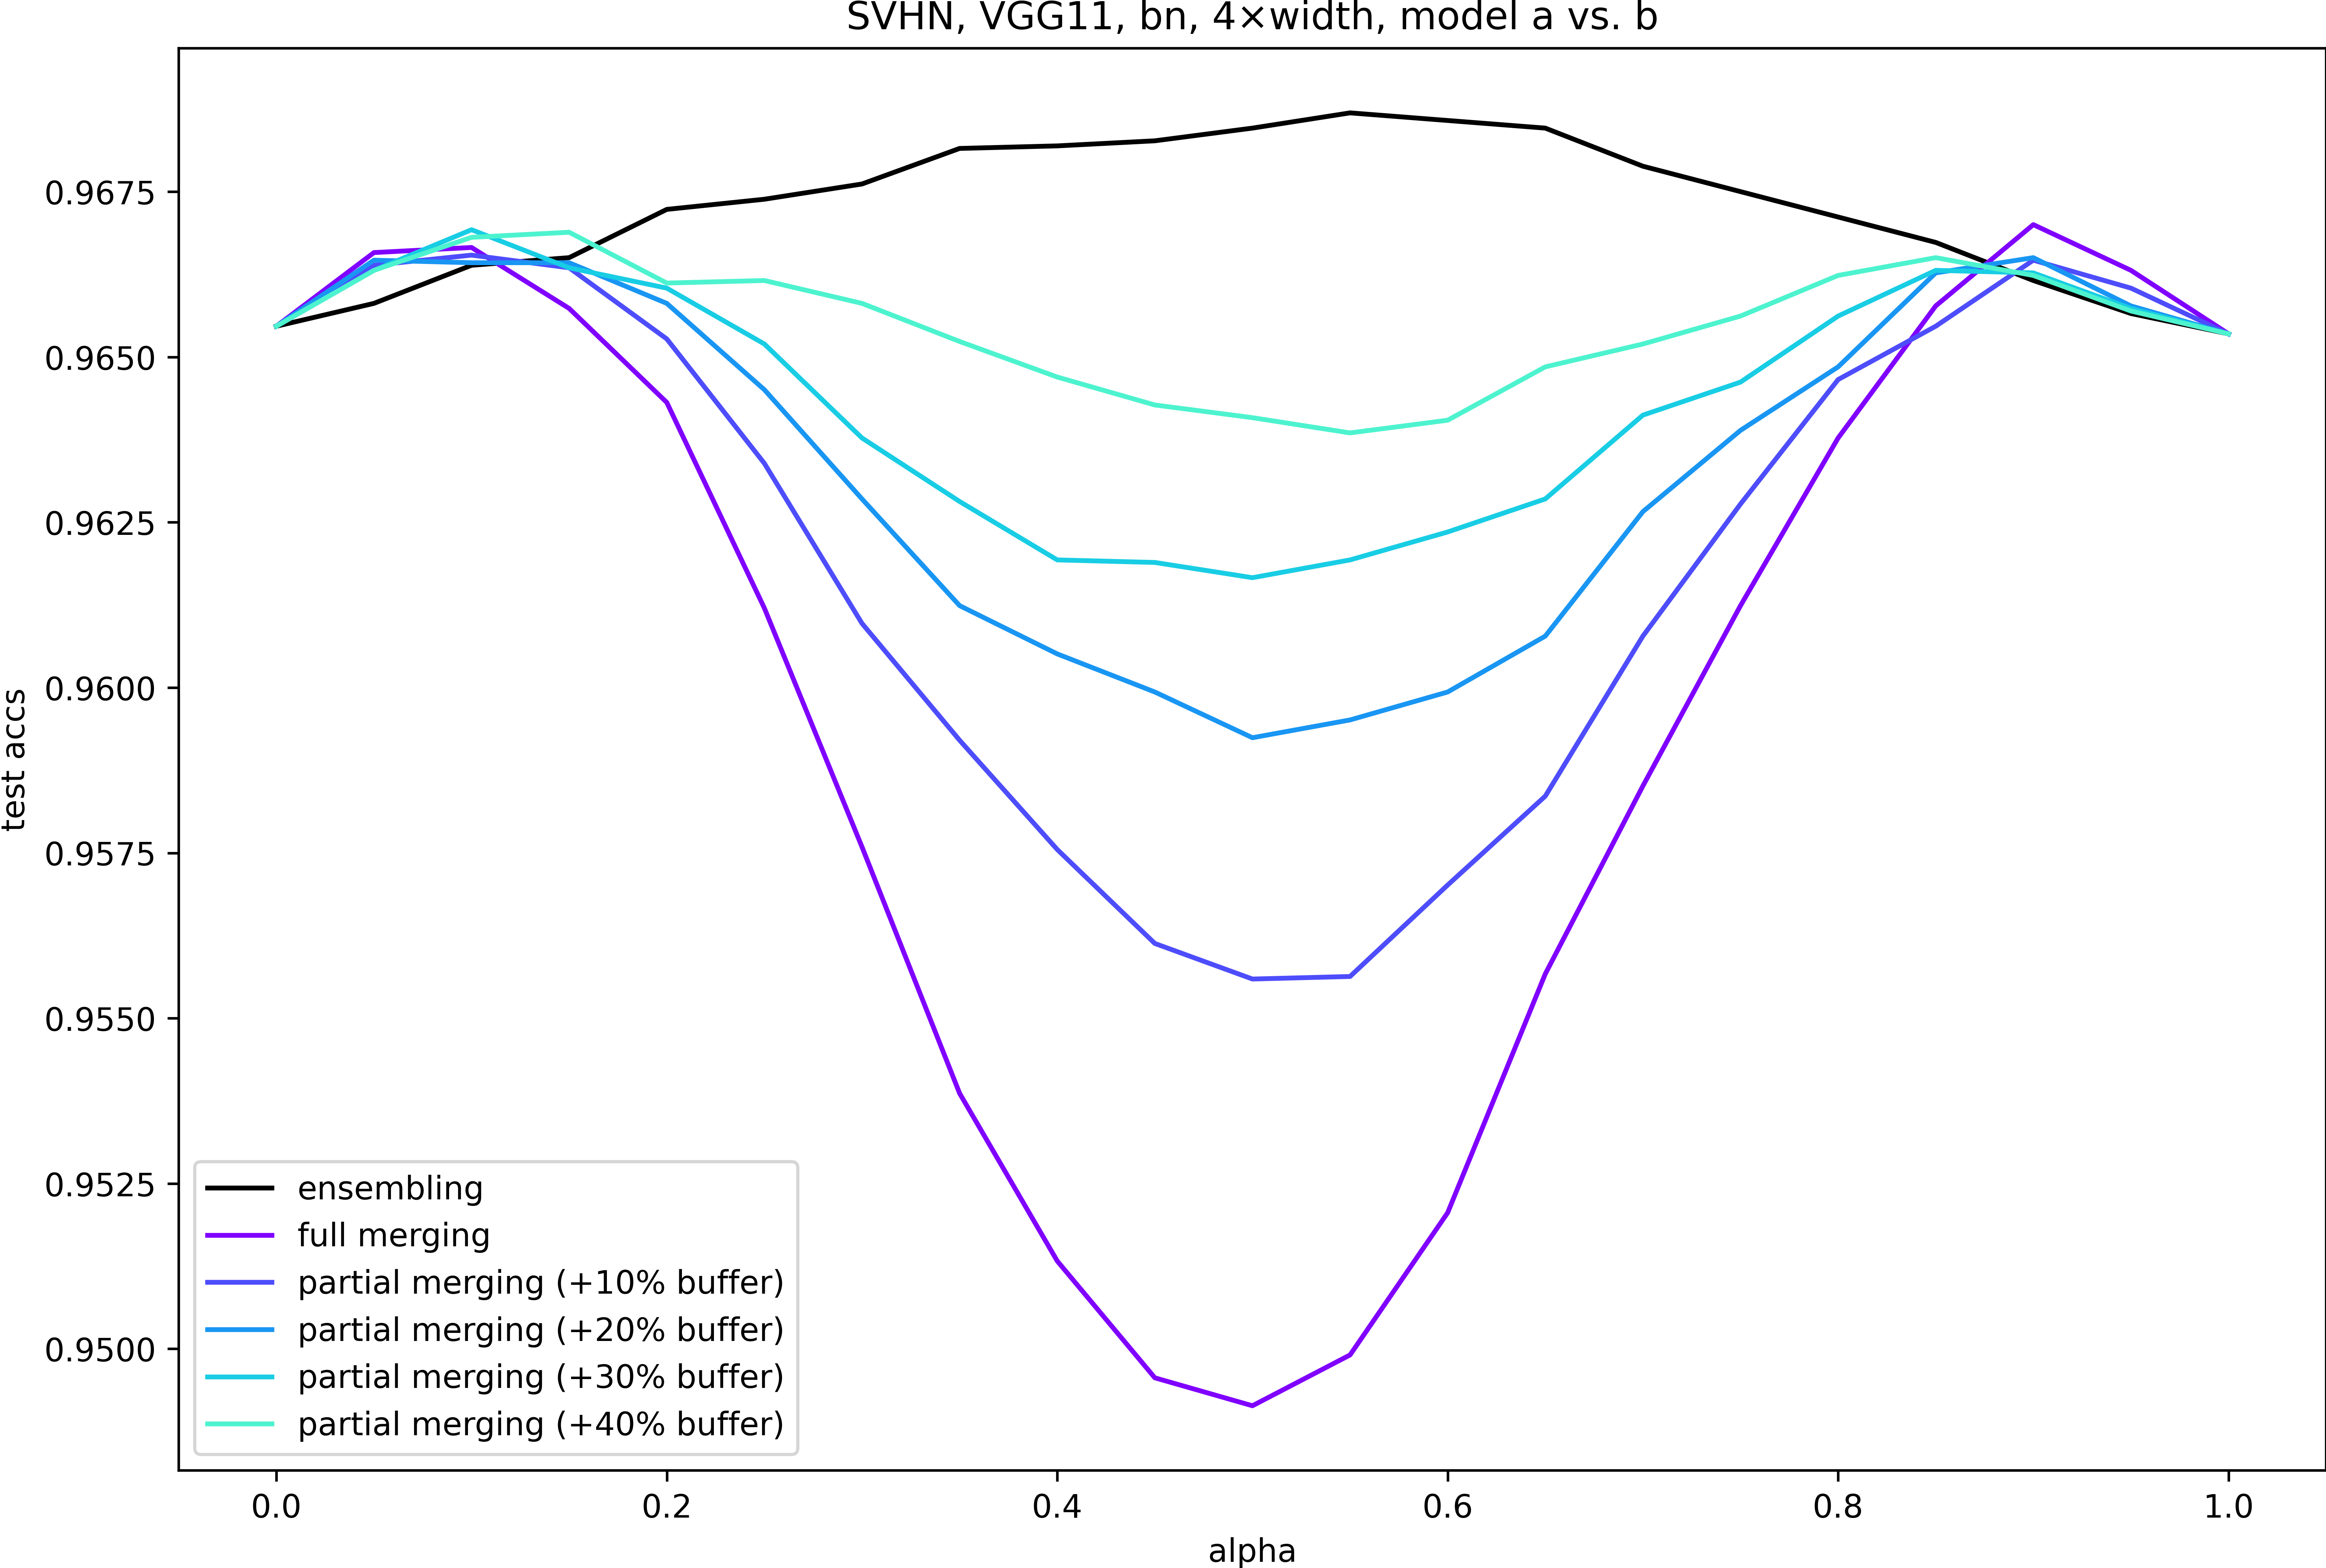 SVHN, VGG11, bn, 4×width, model a vs. b
test accs
0.9675
0.9650
0.9625
0.9600
0.9575
0.9550
0.9525
0.9500
ensembling
full merging
partial merging (+10% buffer)
partial merging (+20% buffer)
partial merging (+30% buffer)
partial merging (+40% buffer)
0.0 0.2 0.4 0.6 0.8 1.0
alpha